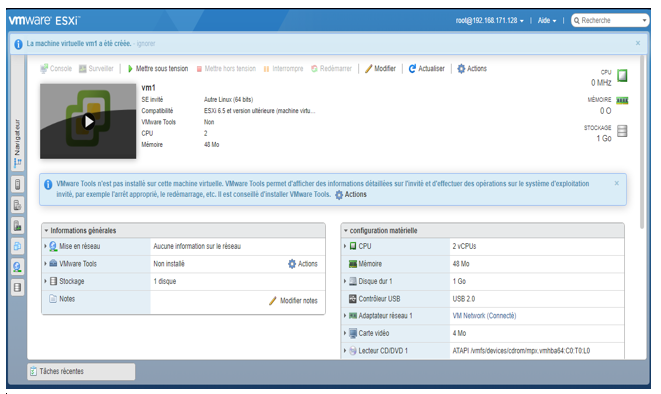 vmware ESXi™
root@192.168.171.128 | Aide | Recherche
La machine virtuelle vm1 a été créée. - ignorer
Console Surveiller | Mettre sous tension Mettre hors tension Interrompre Redémarrer | Modifier | Actualiser | Actions
vm1
SE invité Autre Linux (64 bits)
Compatibilité ESXi 6.5 et version ultérieure (machine virtu...
VMware Tools Non
CPU 2
Mémoire 48 Mo
CPU
0 MHz
MÉMOIRE
0 O
STOCKAGE
1 Go
Navigateur
VMware Tools n'est pas installé sur cette machine virtuelle. VMware Tools permet d'afficher des informations détaillées sur l'invité et d'effectuer des opérations sur le système d'exploitation
invité, par exemple l'arrêt approprié, le redémarrage, etc. Il est conseillé d'installer VMware Tools. Actions
Informations générales
Mise en réseau Aucune information sur le réseau
VMware Tools Non installé Actions
Stockage 1 disque
Notes Modifier notes
configuration matérielle
CPU 2 vCPUs
Mémoire 48 Mo
Disque dur 1 1 Go
Contrôleur USB USB 2.0
Adaptateur réseau 1 VM Network (Connecté)
Carte vidéo 4 Mo
Lecteur CD/DVD 1 ATAPI /vmfs/devices/cdrom/mpx.vmhba64:C0:T0:L0
Tâches récentes